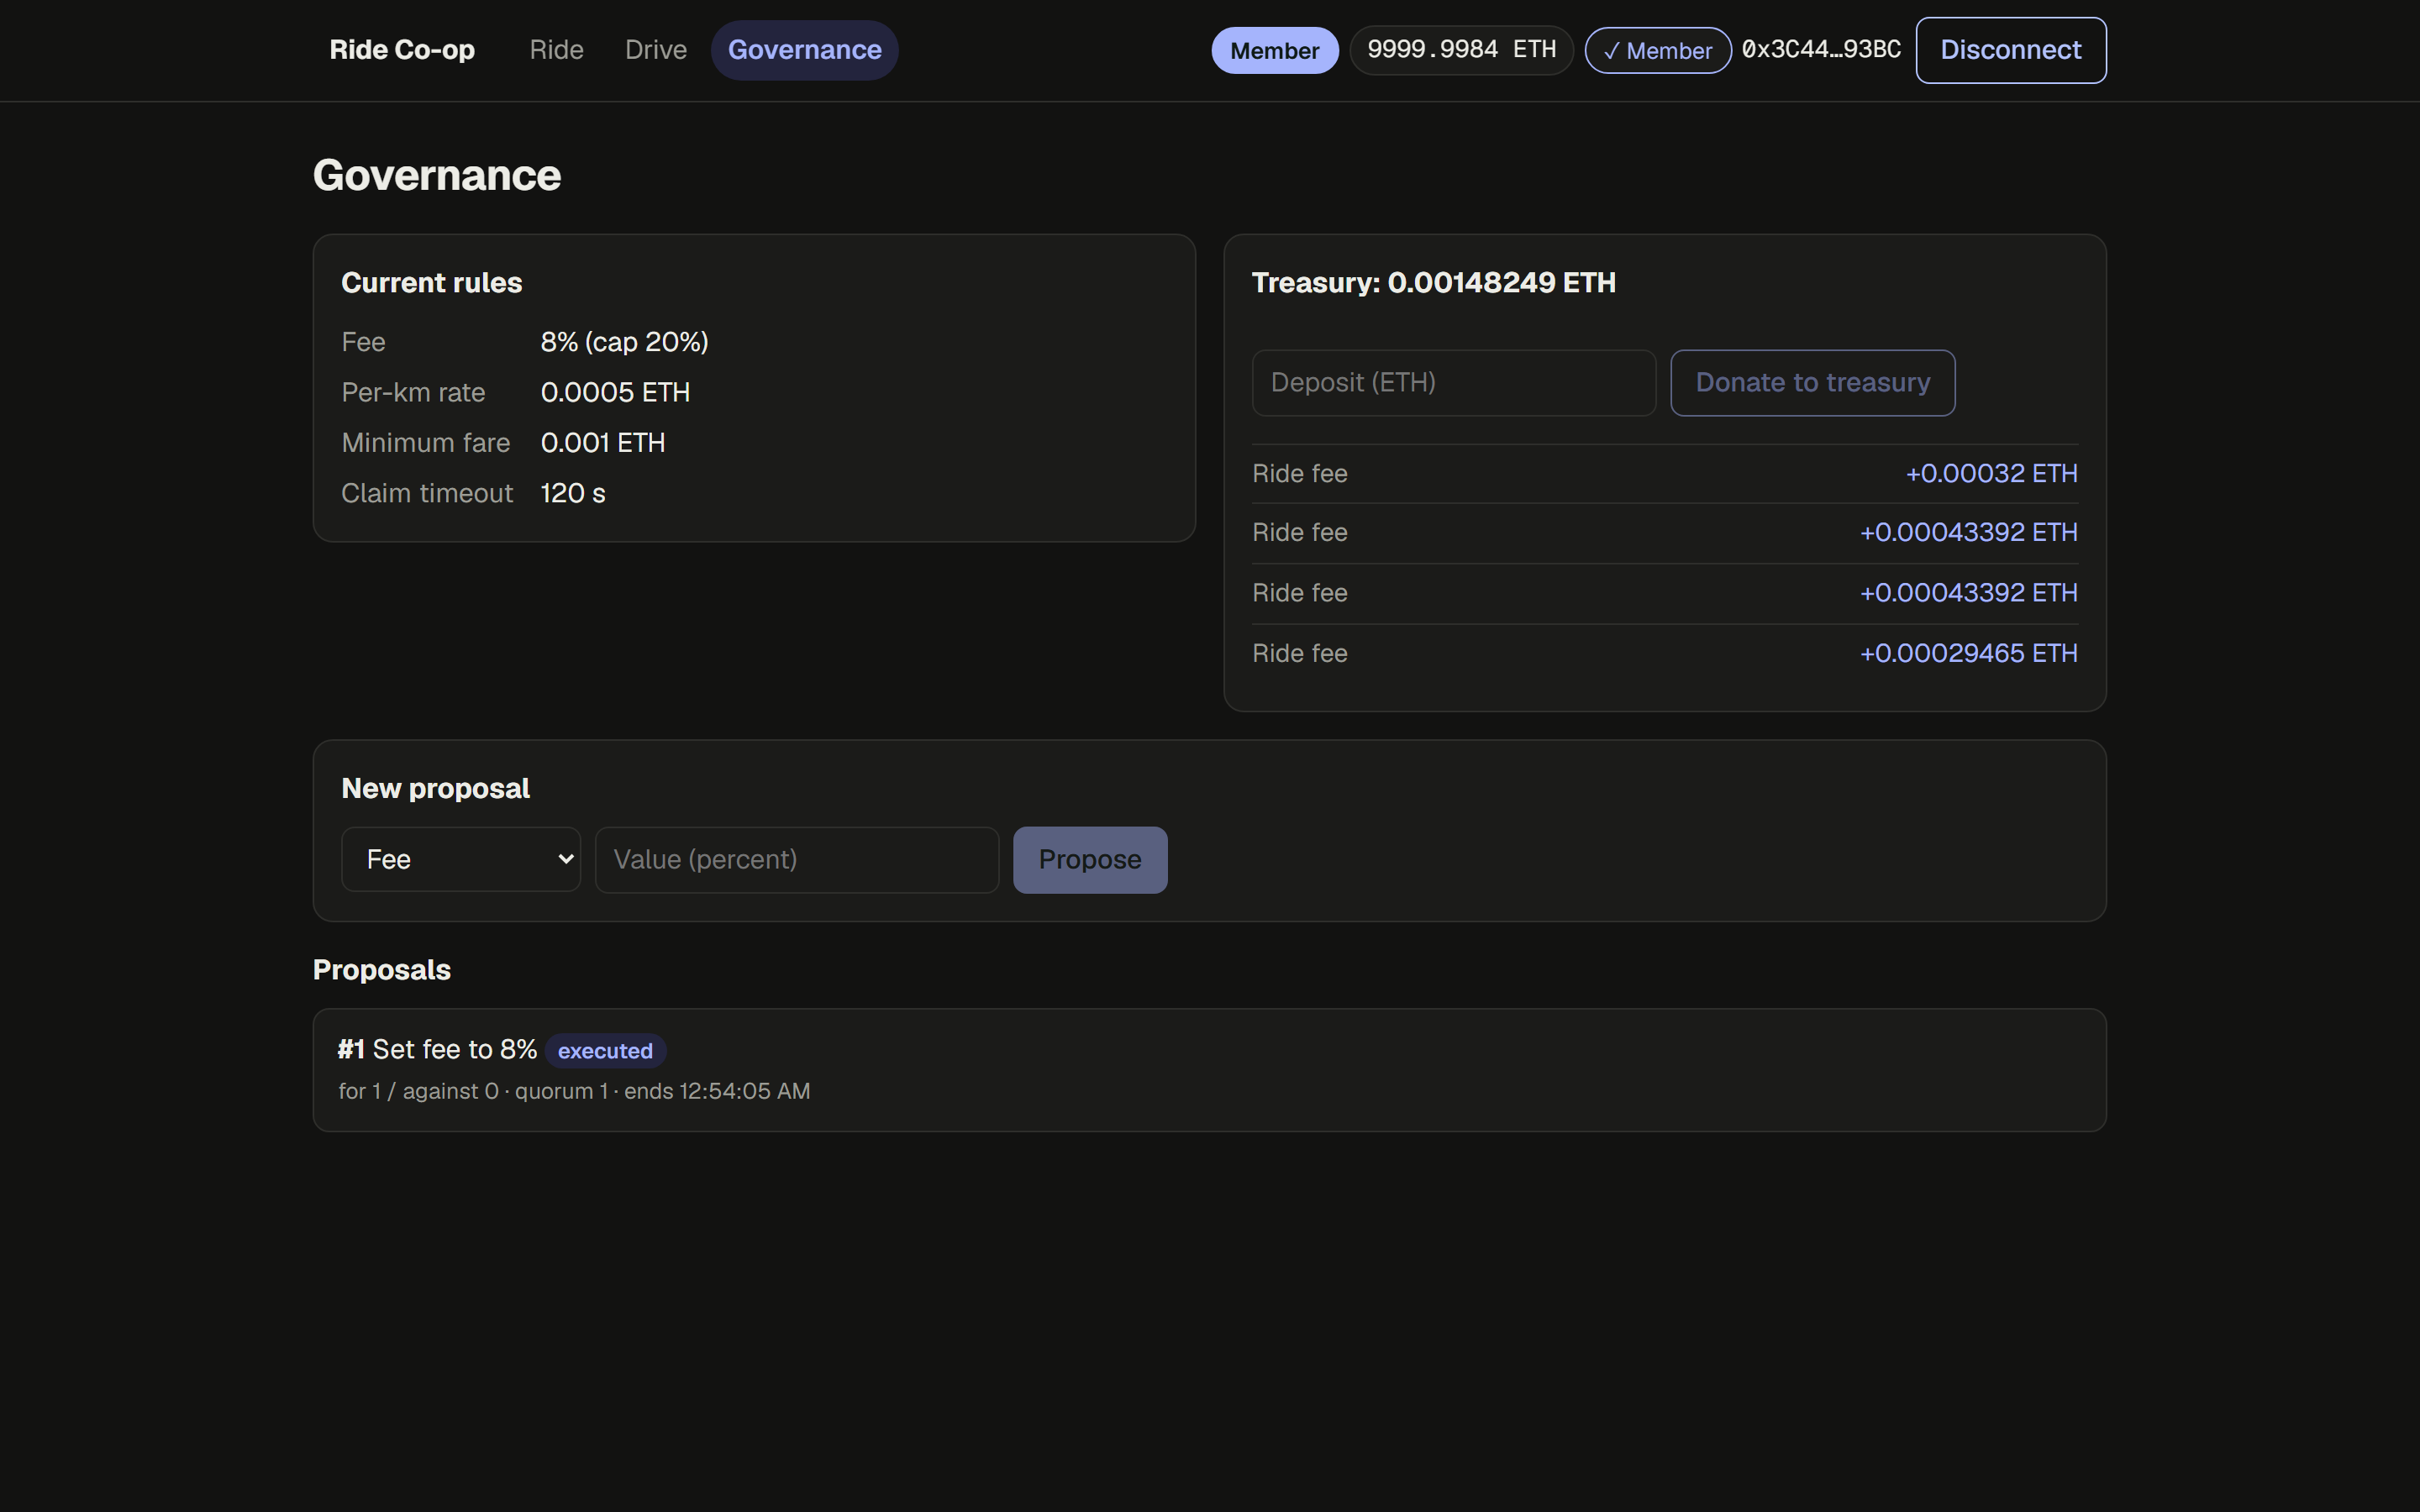 Ride Co-op Ride Drive Governance Member 9999.9984 ETH ✓ Member 0x3C44…93BC Disconnect
Governance
Current rules
Fee 8% (cap 20%)
Per-km rate 0.0005 ETH
Minimum fare 0.001 ETH
Claim timeout 120 s
Treasury: 0.00148249 ETH
Deposit (ETH) Donate to treasury
Ride fee +0.00032 ETH
Ride fee +0.00043392 ETH
Ride fee +0.00043392 ETH
Ride fee +0.00029465 ETH
New proposal
Fee Value (percent) Propose
Proposals
#1 Set fee to 8% executed
for 1 / against 0 · quorum 1 · ends 12:54:05 AM